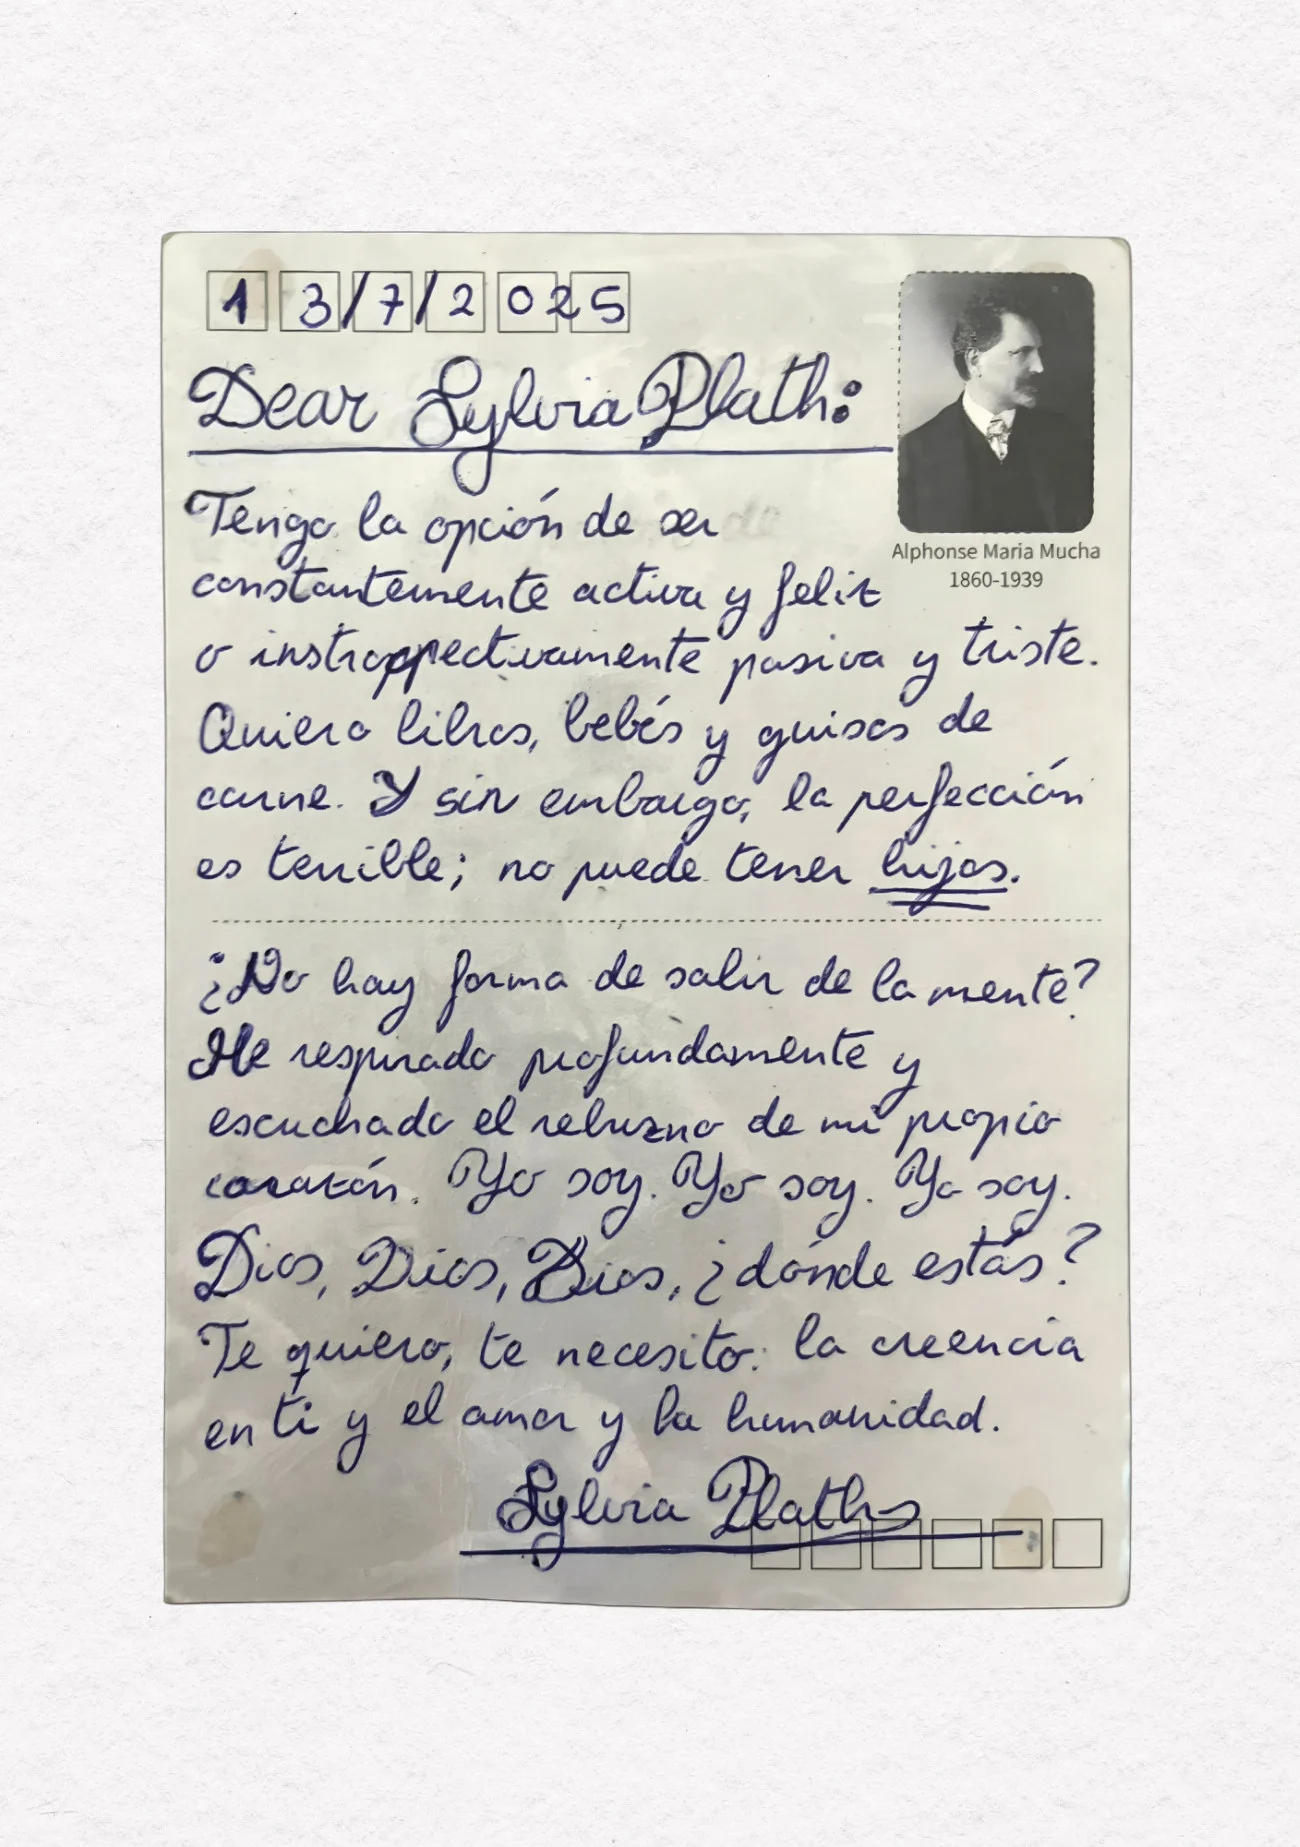 13/7/2025
Dear Sylvia Plath:
Alphonse Maria Mucha
1860-1939
Tengo la opción de ser
constantemente activa y feliz
o instrospectivamente pasiva y triste.
Quiero libros, bebés y guisos de
carne. Y sin embargo, la perfección
es terrible; no puede tener hijos.
¿No hay forma de salir de la mente?
He respirado profundamente y
escuchado el rebuzno de mi propio
corazón. Yo soy. Yo soy. Yo soy.
Dios, Dios, Dios, ¿dónde estás?
Te quiero, te necesito: la creencia
en ti y el amor y la humanidad.
Sylvia Plath